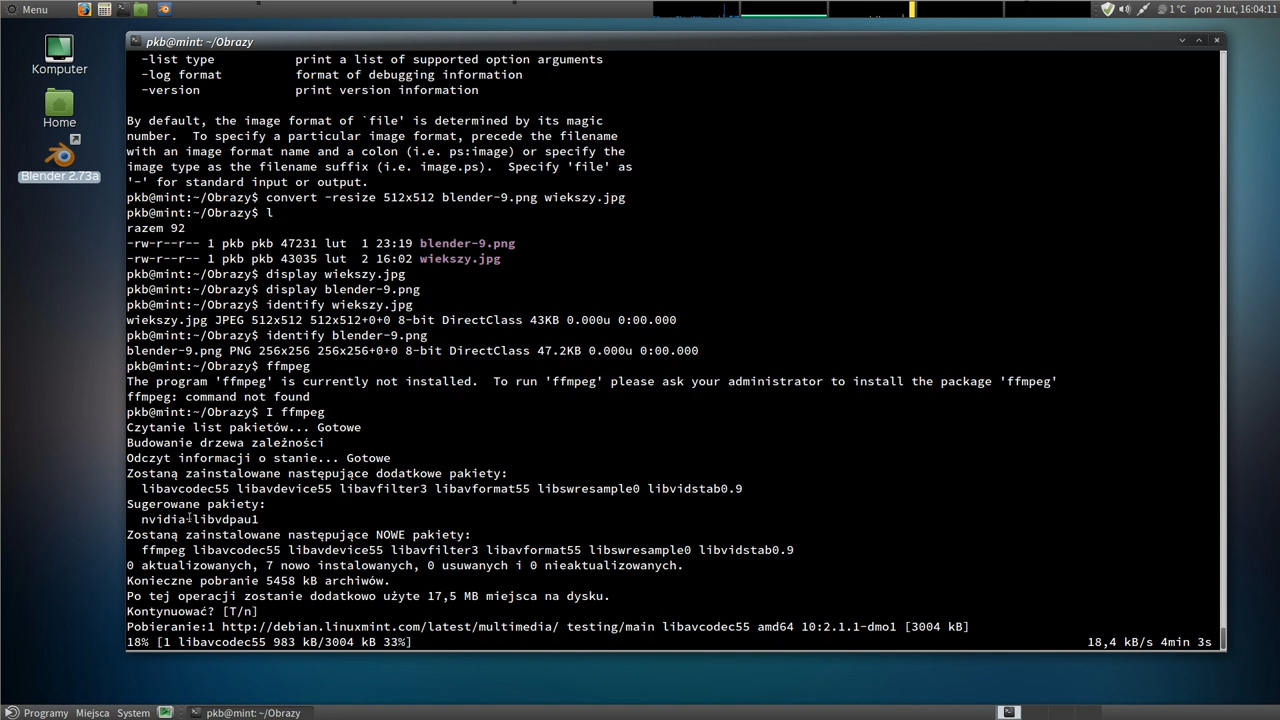 Menu
1 °C pon 2 lut, 16:04:11
Komputer
Home
Blender 2.73a
pkb@mint: ~/Obrazy
-list type print a list of supported option arguments
-log format format of debugging information
-version print version information
By default, the image format of `file' is determined by its magic
number. To specify a particular image format, precede the filename
with an image format name and a colon (i.e. ps:image) or specify the
image type as the filename suffix (i.e. image.ps). Specify 'file' as
'-' for standard input or output.
pkb@mint:~/Obrazy$ convert -resize 512x512 blender-9.png wiekszy.jpg
pkb@mint:~/Obrazy$ l
razem 92
-rw-r--r-- 1 pkb pkb 47231 lut 1 23:19 blender-9.png
-rw-r--r-- 1 pkb pkb 43035 lut 2 16:02 wiekszy.jpg
pkb@mint:~/Obrazy$ display wiekszy.jpg
pkb@mint:~/Obrazy$ display blender-9.png
pkb@mint:~/Obrazy$ identify wiekszy.jpg
wiekszy.jpg JPEG 512x512 512x512+0+0 8-bit DirectClass 43KB 0.000u 0:00.000
pkb@mint:~/Obrazy$ identify blender-9.png
blender-9.png PNG 256x256 256x256+0+0 8-bit DirectClass 47.2KB 0.000u 0:00.000
pkb@mint:~/Obrazy$ ffmpeg
The program 'ffmpeg' is currently not installed. To run 'ffmpeg' please ask your administrator to install the package 'ffmpeg'
ffmpeg: command not found
pkb@mint:~/Obrazy$ I ffmpeg
Czytanie list pakietów... Gotowe
Budowanie drzewa zależności
Odczyt informacji o stanie... Gotowe
Zostaną zainstalowane następujące dodatkowe pakiety:
libavcodec55 libavdevice55 libavfilter3 libavformat55 libswresample0 libvidstab0.9
Sugerowane pakiety:
nvidia-libvdpau1
Zostaną zainstalowane następujące NOWE pakiety:
ffmpeg libavcodec55 libavdevice55 libavfilter3 libavformat55 libswresample0 libvidstab0.9
0 aktualizowanych, 7 nowo instalowanych, 0 usuwanych i 0 nieaktualizowanych.
Konieczne pobranie 5458 kB archiwów.
Po tej operacji zostanie dodatkowo użyte 17,5 MB miejsca na dysku.
Kontynuować? [T/n]
Pobieranie:1 http://debian.linuxmint.com/latest/multimedia/ testing/main libavcodec55 amd64 10:2.1.1-dmo1 [3004 kB]
18% [1 libavcodec55 983 kB/3004 kB 33%] 18,4 kB/s 4min 3s
Programy Miejsca System pkb@mint: ~/Obrazy